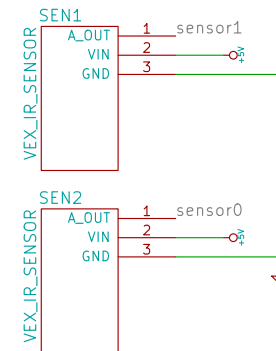 SEN1
VEX_IR_SENSOR
A_OUT 1 sensor1
VIN 2 +5V
GND 3
SEN2
VEX_IR_SENSOR
A_OUT 1 sensor0
VIN 2 +5V
GND 3